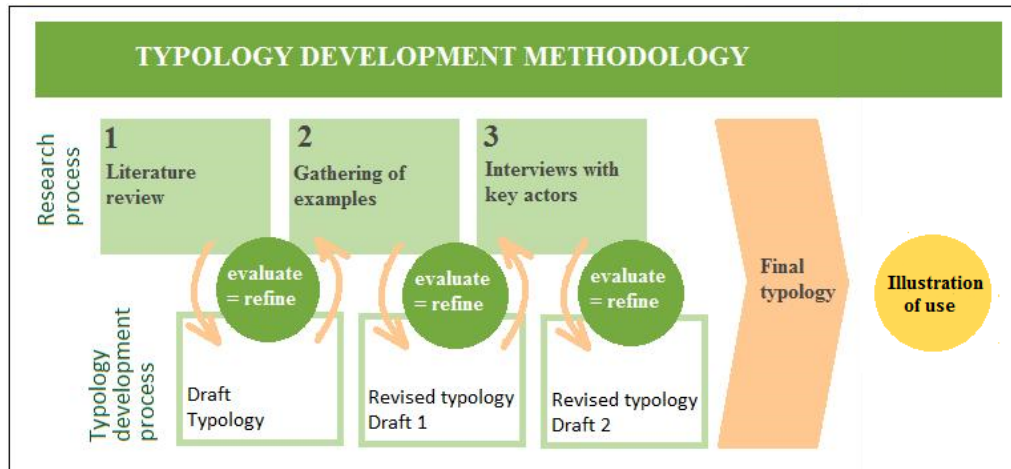 TYPOLOGY DEVELOPMENT METHODOLOGY
Research
process
1
Literature
review
2
Gathering of
examples
3
Interviews with
key actors
evaluate
= refine
evaluate
= refine
evaluate
= refine
Final
typology
Illustration
of use
Typology
development
process
Draft
Typology
Revised typology
Draft 1
Revised typology
Draft 2